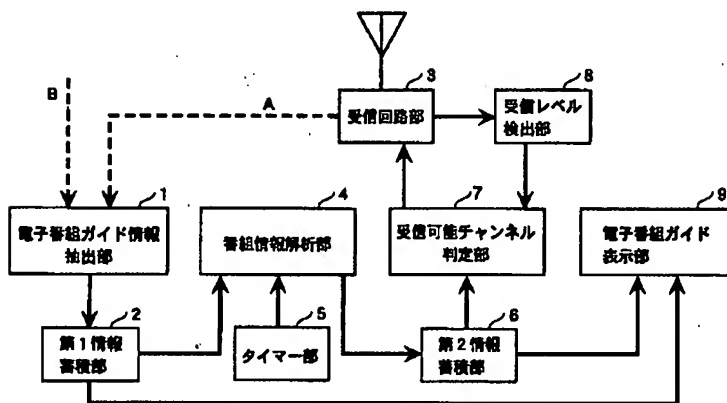 B
A
3
受信回路部
8
受信レベル
検出部
1
電子番組ガイド情報
抽出部
4
番組情報解析部
7
受信可能チャンネル
判定部
9
電子番組ガイド
表示部
2
第1情報
蓄積部
5
タイマー部
6
第2情報
蓄積部